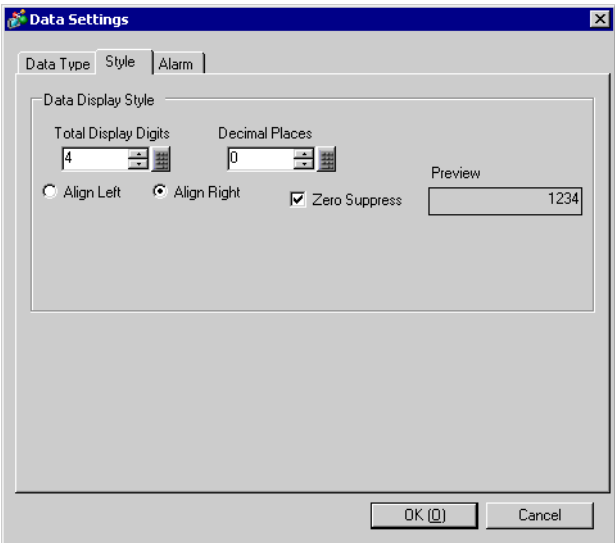 Data Settings
Data Type Style Alarm
Data Display Style
Total Display Digits Decimal Places
4 0
Preview
Align Left Align Right Zero Suppress 1234
OK (O) Cancel